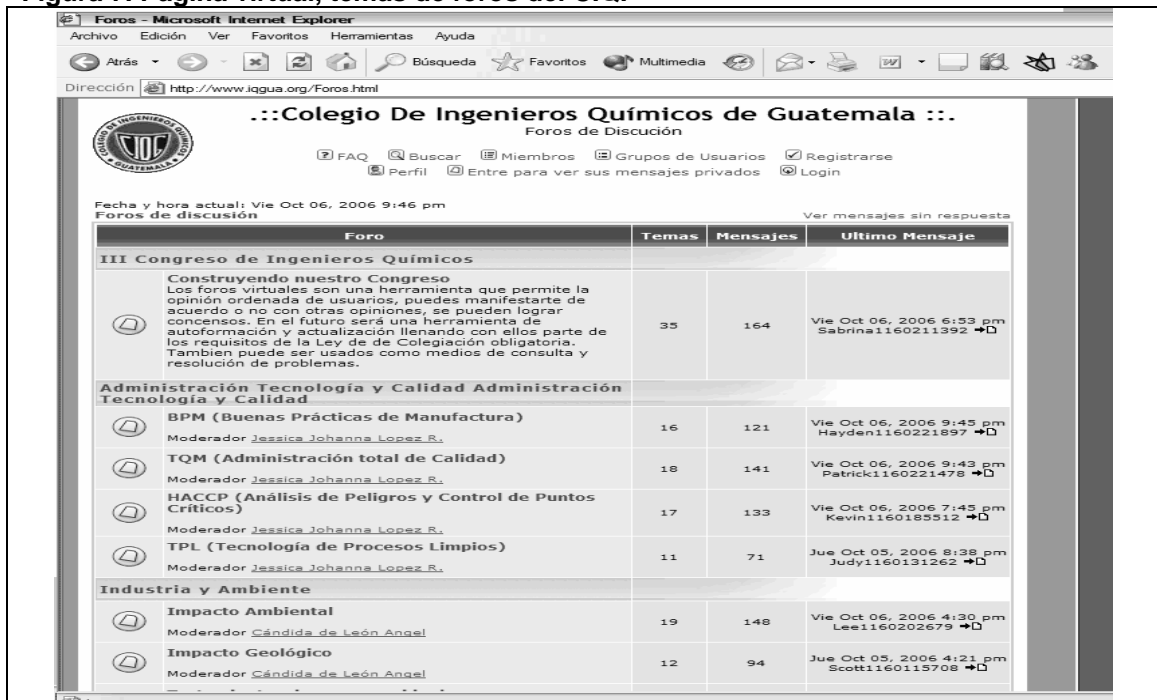 Foros - Microsoft Internet Explorer
Archivo Edición Ver Favoritos Herramientas Ayuda
Atrás Búsqueda Favoritos Multimedia
Dirección http://www.iqgua.org/Foros.html
.::Colegio De Ingenieros Químicos de Guatemala ::.
Foros de Discución
FAQ Buscar Miembros Grupos de Usuarios Registrarse
Perfil Entre para ver sus mensajes privados Login
Fecha y hora actual: Vie Oct 06, 2006 9:46 pm
Foros de discusión Ver mensajes sin respuesta
Foro Temas Mensajes Ultimo Mensaje
III Congreso de Ingenieros Químicos
Construyendo nuestro Congreso
Los foros virtuales son una herramienta que permite la
opinión ordenada de usuarios, puedes manifestarte de
acuerdo o no con otras opiniones, se pueden lograr
concensos. En el futuro será una herramienta de
autoformación y actualización llenando con ellos parte de
los requisitos de la Ley de de Colegiación obligatoria.
Tambien puede ser usados como medios de consulta y
resolución de problemas.
35 164 Vie Oct 06, 2006 6:53 pm
Sabrina1160211392
Administración Tecnología y Calidad Administración
Tecnología y Calidad
BPM (Buenas Prácticas de Manufactura)
Moderador Jessica Johanna Lopez R.
16 121 Vie Oct 06, 2006 9:45 pm
Hayden1160221897
TQM (Administración total de Calidad)
Moderador Jessica Johanna Lopez R.
18 141 Vie Oct 06, 2006 9:43 pm
Patrick1160221478
HACCP (Análisis de Peligros y Control de Puntos
Críticos)
Moderador Jessica Johanna Lopez R.
17 133 Vie Oct 06, 2006 7:45 pm
Kevin1160185512
TPL (Tecnología de Procesos Limpios)
Moderador Jessica Johanna Lopez R.
11 71 Jue Oct 05, 2006 8:38 pm
Judy1160131262
Industria y Ambiente
Impacto Ambiental
Moderador Cándida de León Angel
19 148 Vie Oct 06, 2006 4:30 pm
Lee1160202679
Impacto Geológico
Moderador Cándida de León Angel
12 94 Jue Oct 05, 2006 4:21 pm
Scott1160115708